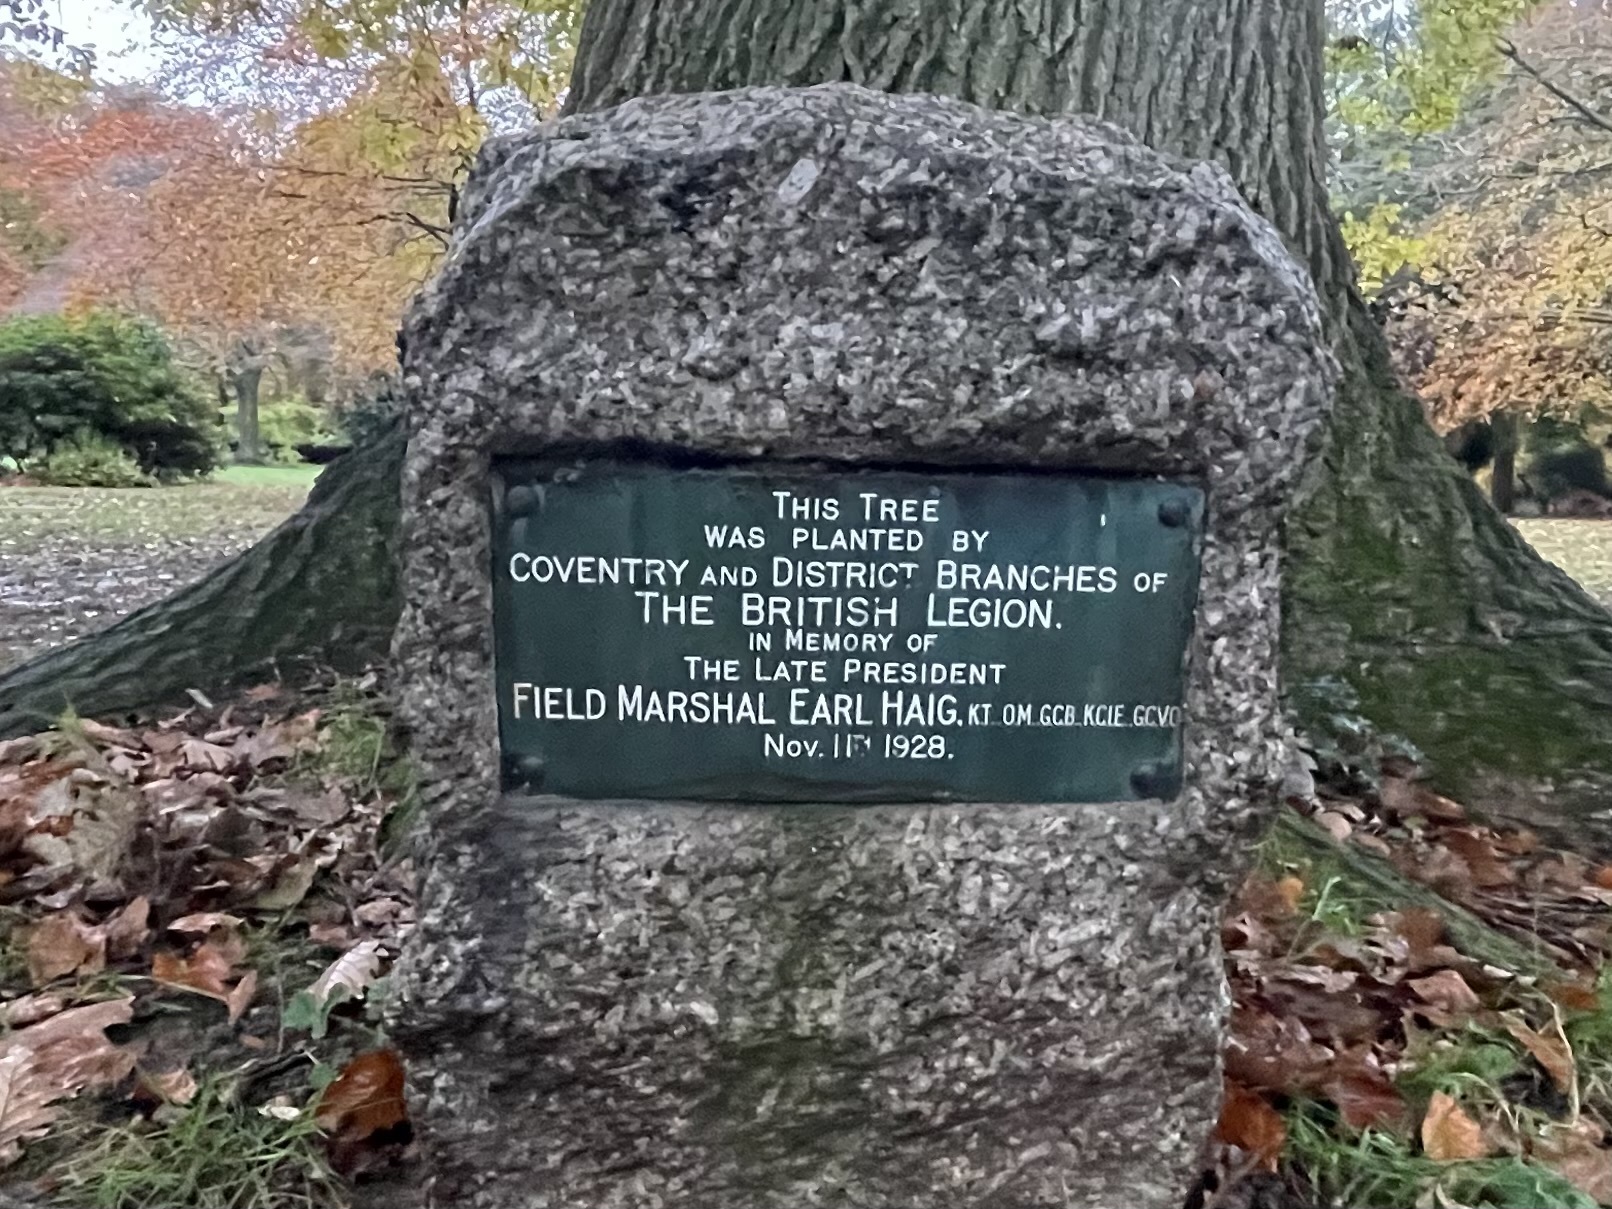 THIS TREE
WAS PLANTED BY
COVENTRY AND DISTRICT BRANCHES OF
THE BRITISH LEGION.
IN MEMORY OF
THE LATE PRESIDENT
FIELD MARSHAL EARL HAIG. KT. OM. GCB. KCIE. GCVO
Nov. 11TH 1928.